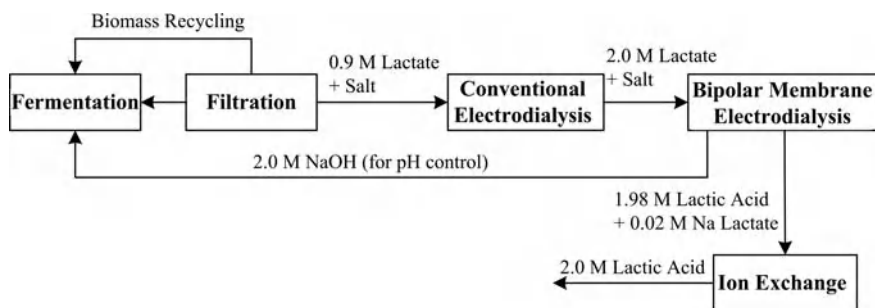 Biomass Recycling
Fermentation
Filtration
0.9 M Lactate
+ Salt
Conventional
Electrodialysis
2.0 M Lactate
+ Salt
Bipolar Membrane
Electrodialysis
2.0 M NaOH (for pH control)
1.98 M Lactic Acid
+ 0.02 M Na Lactate
2.0 M Lactic Acid
Ion Exchange